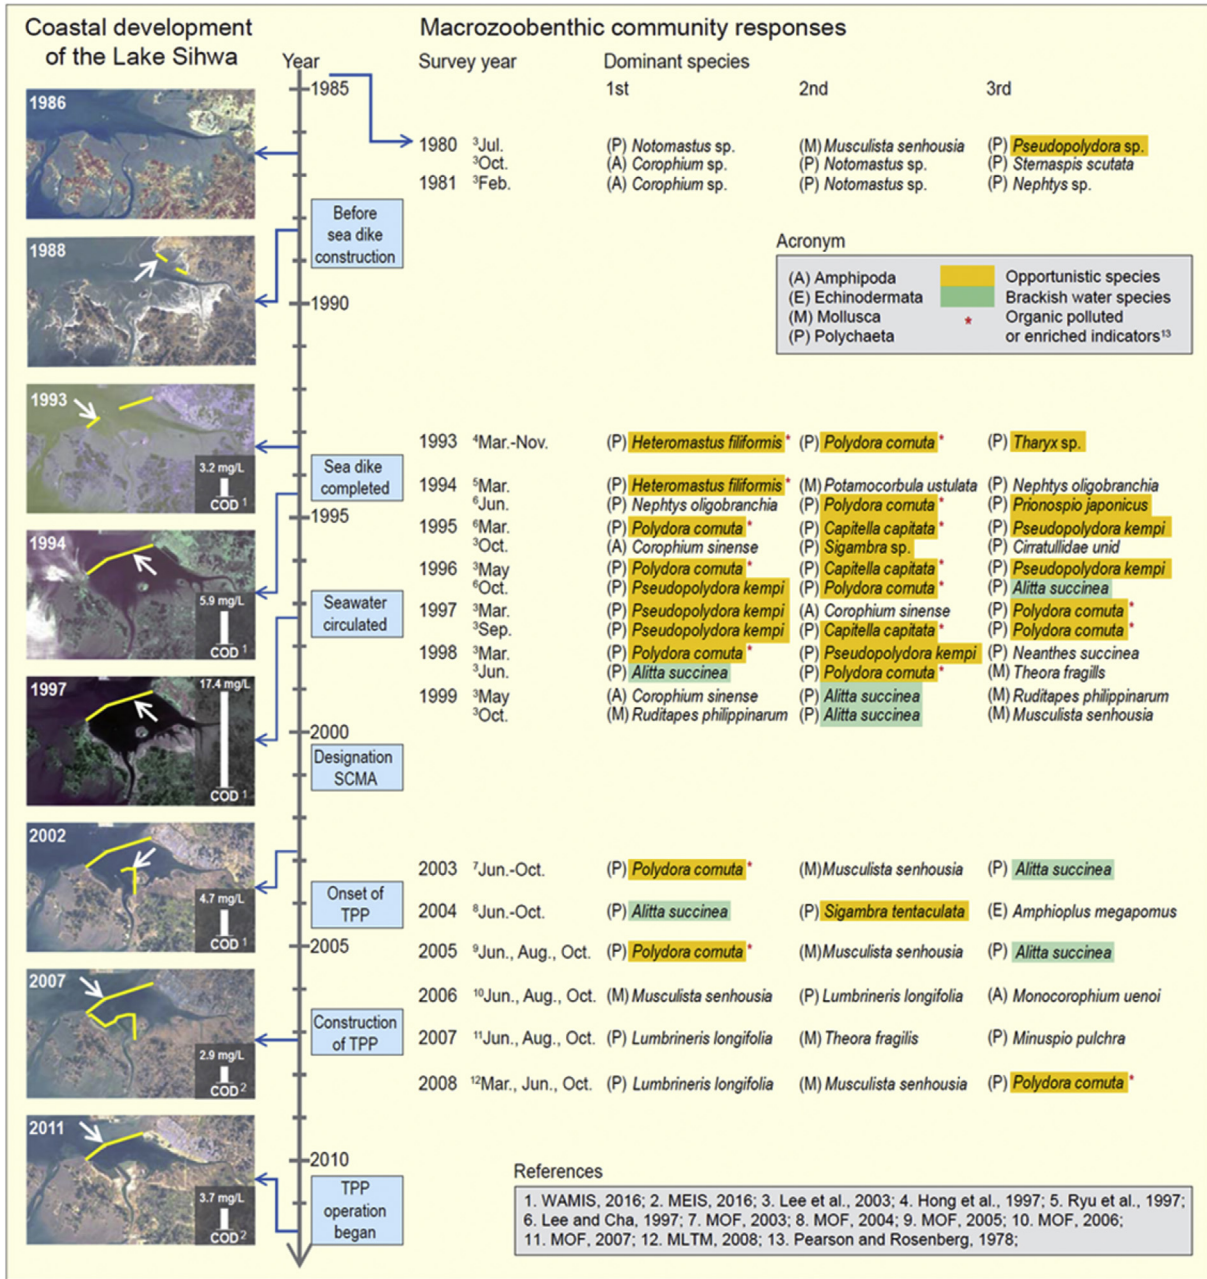 Coastal development
of the Lake Sihwa
Macrozoobenthic community responses
Year
Survey year
Dominant species
1st 2nd 3rd
1985
1986
1980 ³Jul. (P) Notomastus sp. (M) Musculista senhousia (P) Pseudopolydora sp.
³Oct. (A) Corophium sp. (P) Notomastus sp. (P) Sternaspis scutata
1981 ³Feb. (A) Corophium sp. (P) Notomastus sp. (P) Nephtys sp.
Before
sea dike
construction
1988
1990
Acronym
(A) Amphipoda Opportunistic species
(E) Echinodermata Brackish water species
(M) Mollusca * Organic polluted
(P) Polychaeta or enriched indicators¹³
1993
3.2 mg/L
COD ¹
Sea dike
completed
1993 ⁴Mar.-Nov. (P) Heteromastus filiformis * (P) Polydora cornuta * (P) Tharyx sp.
1994 ⁵Mar. (P) Heteromastus filiformis * (M) Potamocorbula ustulata (P) Nephtys oligobranchia
⁶Jun. (P) Nephtys oligobranchia (P) Polydora cornuta * (P) Prionospio japonicus
1995
1995 ⁶Mar. (P) Polydora cornuta * (P) Capitella capitata * (P) Pseudopolydora kempi
³Oct. (A) Corophium sinense (P) Sigambra sp. (P) Cirratullidae unid
1994
5.9 mg/L
COD ¹
1996 ³May (P) Polydora cornuta * (P) Capitella capitata * (P) Pseudopolydora kempi
⁶Oct. (P) Pseudopolydora kempi (P) Polydora cornuta * (P) Alitta succinea
Seawater
circulated
1997 ³Mar. (P) Pseudopolydora kempi (A) Corophium sinense (P) Polydora cornuta *
³Sep. (P) Pseudopolydora kempi (P) Capitella capitata * (P) Polydora cornuta *
1998 ³Mar. (P) Polydora cornuta * (P) Pseudopolydora kempi (P) Neanthes succinea
³Jun. (P) Alitta succinea (P) Polydora cornuta * (M) Theora fragills
1997
17.4 mg/L
COD ¹
1999 ³May (A) Corophium sinense (P) Alitta succinea (M) Ruditapes philippinarum
³Oct. (M) Ruditapes philippinarum (P) Alitta succinea (M) Musculista senhousia
2000
Designation
SCMA
2002
4.7 mg/L
COD ¹
2003 ⁷Jun.-Oct. (P) Polydora cornuta * (M) Musculista senhousia (P) Alitta succinea
Onset of
TPP
2004 ⁸Jun.-Oct. (P) Alitta succinea (P) Sigambra tentaculata (E) Amphioplus megapomus
2005
2005 ⁹Jun., Aug., Oct. (P) Polydora cornuta * (M) Musculista senhousia (P) Alitta succinea
2007
2.9 mg/L
COD ²
2006 ¹⁰Jun., Aug., Oct. (M) Musculista senhousia (P) Lumbrineris longifolia (A) Monocorophium uenoi
Construction
of TPP
2007 ¹¹Jun., Aug., Oct. (P) Lumbrineris longifolia (M) Theora fragilis (P) Minuspio pulchra
2008 ¹²Mar., Jun., Oct. (P) Lumbrineris longifolia (M) Musculista senhousia (P) Polydora cornuta *
2011
3.7 mg/L
COD ²
2010
TPP
operation
began
References
1. WAMIS, 2016; 2. MEIS, 2016; 3. Lee et al., 2003; 4. Hong et al., 1997; 5. Ryu et al., 1997;
6. Lee and Cha, 1997; 7. MOF, 2003; 8. MOF, 2004; 9. MOF, 2005; 10. MOF, 2006;
11. MOF, 2007; 12. MLTM, 2008; 13. Pearson and Rosenberg, 1978;